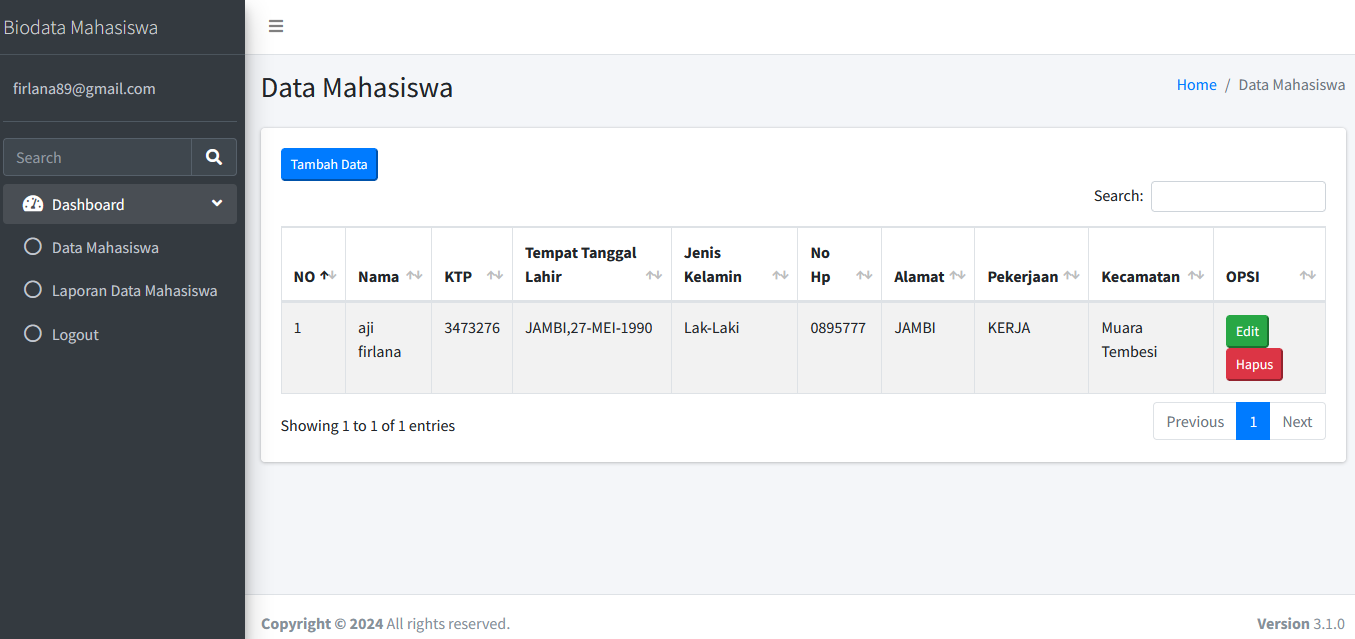 Biodata Mahasiswa
firlana89@gmail.com
Search
Dashboard
Data Mahasiswa
Laporan Data Mahasiswa
Logout
Data Mahasiswa
Home / Data Mahasiswa
Tambah Data
Search:
NO Nama KTP Tempat Tanggal Lahir Jenis Kelamin No Hp Alamat Pekerjaan Kecamatan OPSI
1 aji firlana 3473276 JAMBI,27-MEI-1990 Lak-Laki 0895777 JAMBI KERJA Muara Tembesi Edit Hapus
Showing 1 to 1 of 1 entries
Previous 1 Next
Copyright © 2024 All rights reserved.
Version 3.1.0